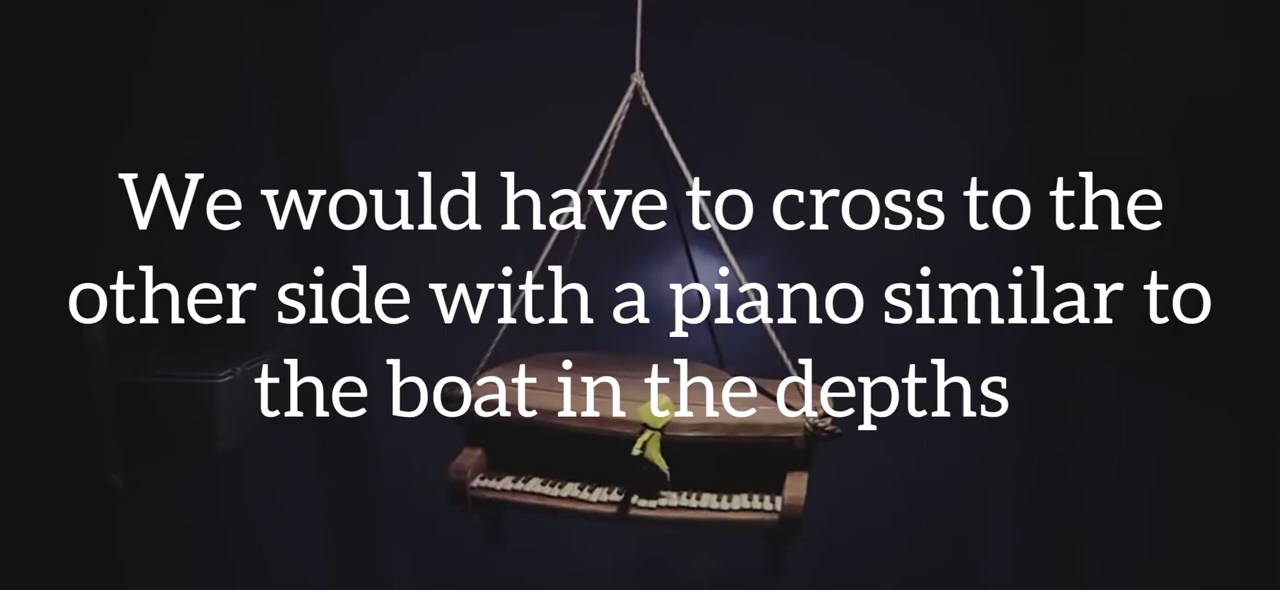 We would have to cross to the
other side with a piano similar to
the boat in the depths